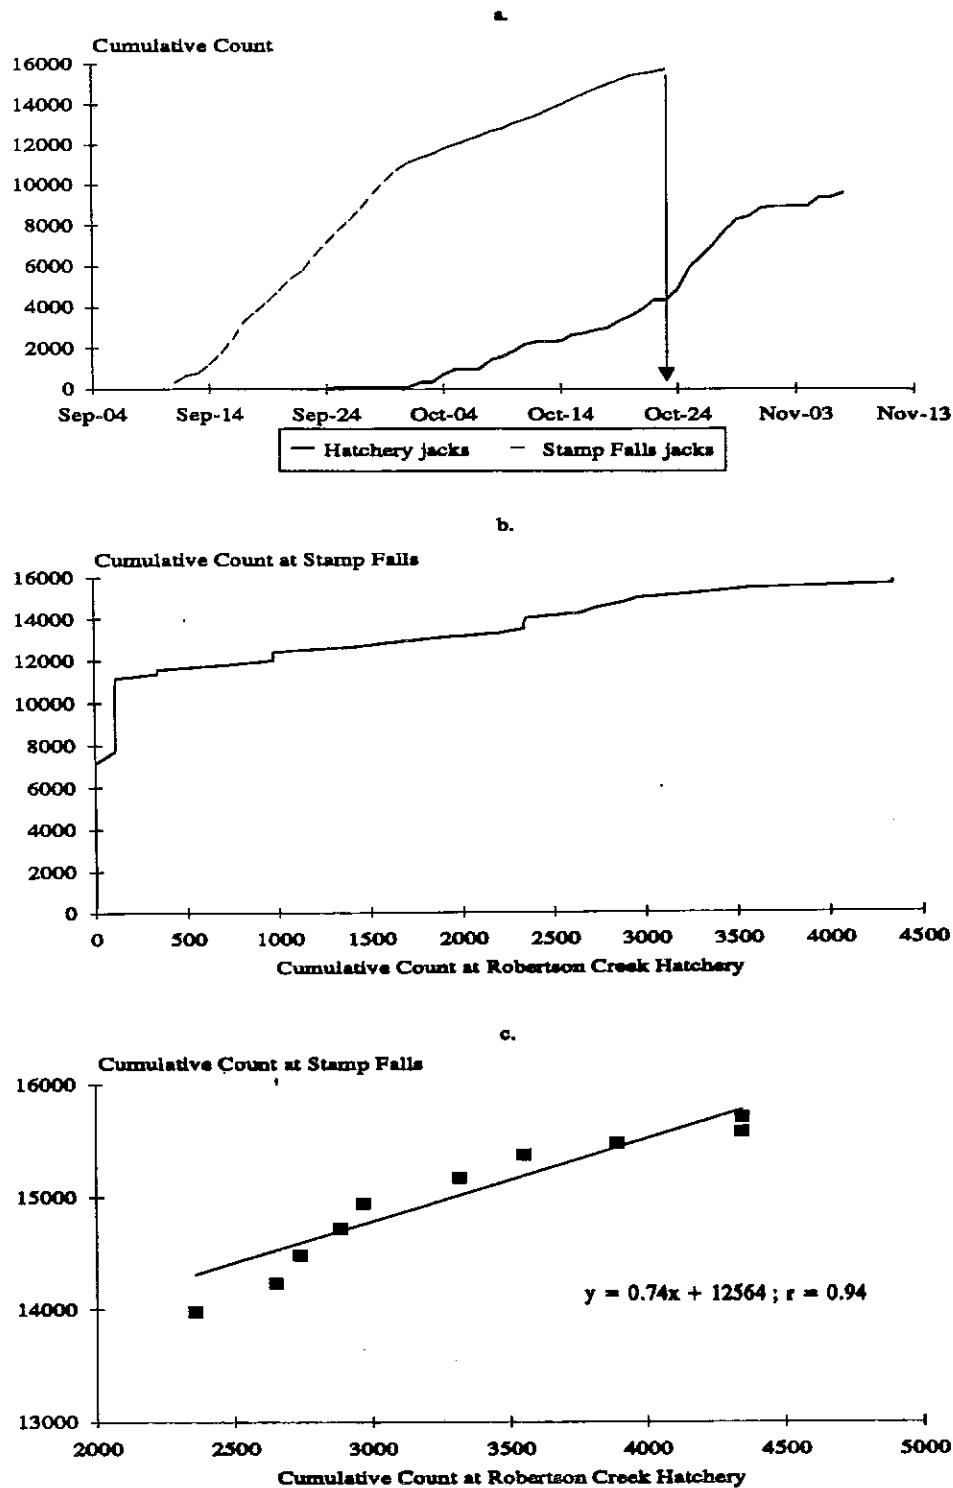 a.
Cumulative Count
16000
14000
12000
10000
8000
6000
4000
2000
0
Sep-04 Sep-14 Sep-24 Oct-04 Oct-14 Oct-24 Nov-03 Nov-13
Hatchery jacks Stamp Falls jacks
b.
Cumulative Count at Stamp Falls
16000
14000
12000
10000
8000
6000
4000
2000
0
0 500 1000 1500 2000 2500 3000 3500 4000 4500
Cumulative Count at Robertson Creek Hatchery
c.
Cumulative Count at Stamp Falls
16000
15000
y = 0.74x + 12564 ; r = 0.94
14000
13000
2000 2500 3000 3500 4000 4500 5000
Cumulative Count at Robertson Creek Hatchery